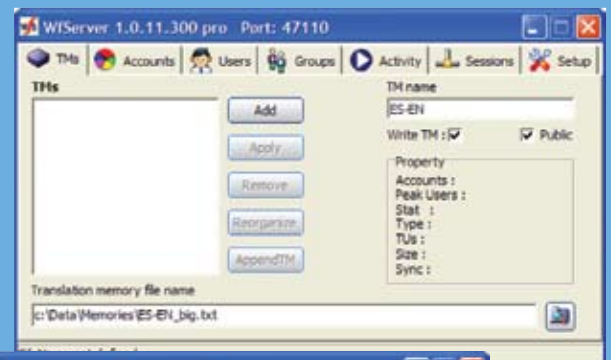 WfServer 1.0.11.300 pro Port: 47110
TMs Accounts Users Groups Activity Sessions Setup
TMs
Add
Apply
Remove
Reorganize
AppendTM
TM name
ES-EN
Write TM : Public
Property
Accounts :
Peak Users :
Stat :
Type :
TUs :
Size :
Sync :
Translation memory file name
c:\Data\Memories\ES-EN_big.txt